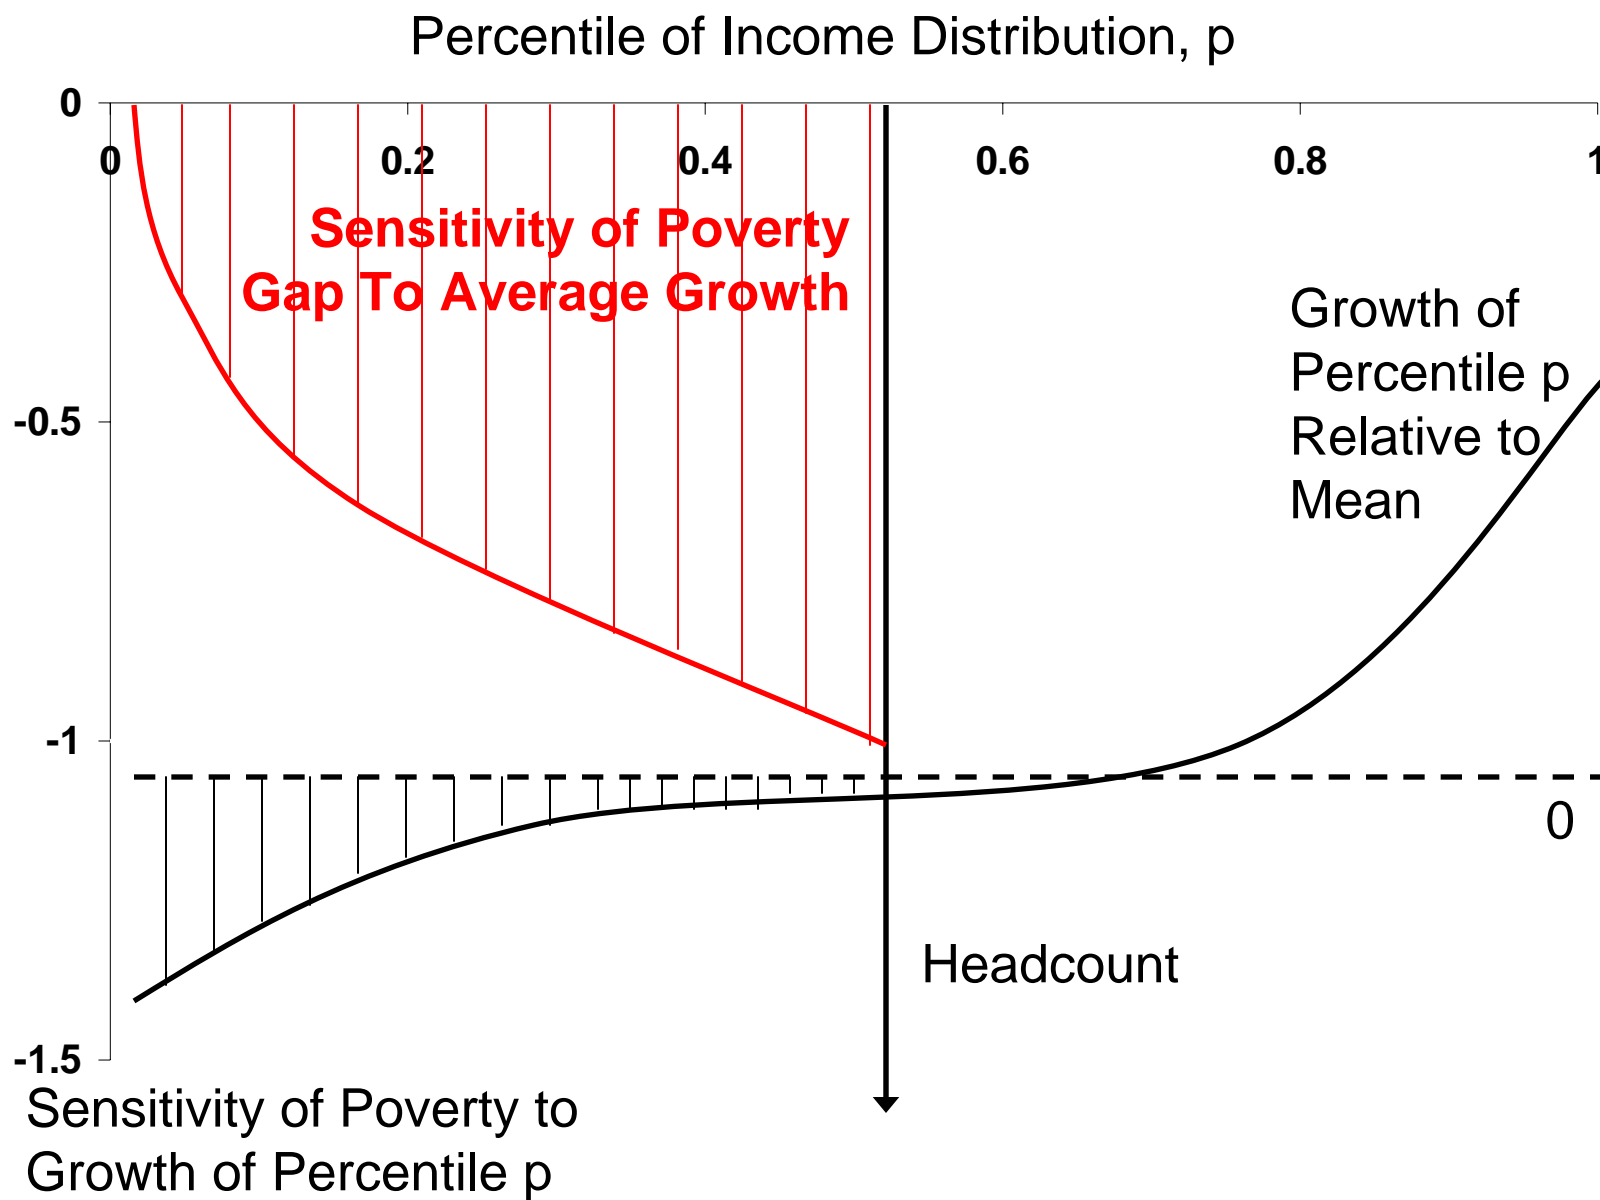 Percentile of Income Distribution, p
0
0 0.2 0.4 0.6 0.8 1
Sensitivity of Poverty
Gap To Average Growth
Growth of
Percentile p
Relative to
Mean
-0.5
-1
0
Headcount
-1.5
Sensitivity of Poverty to
Growth of Percentile p